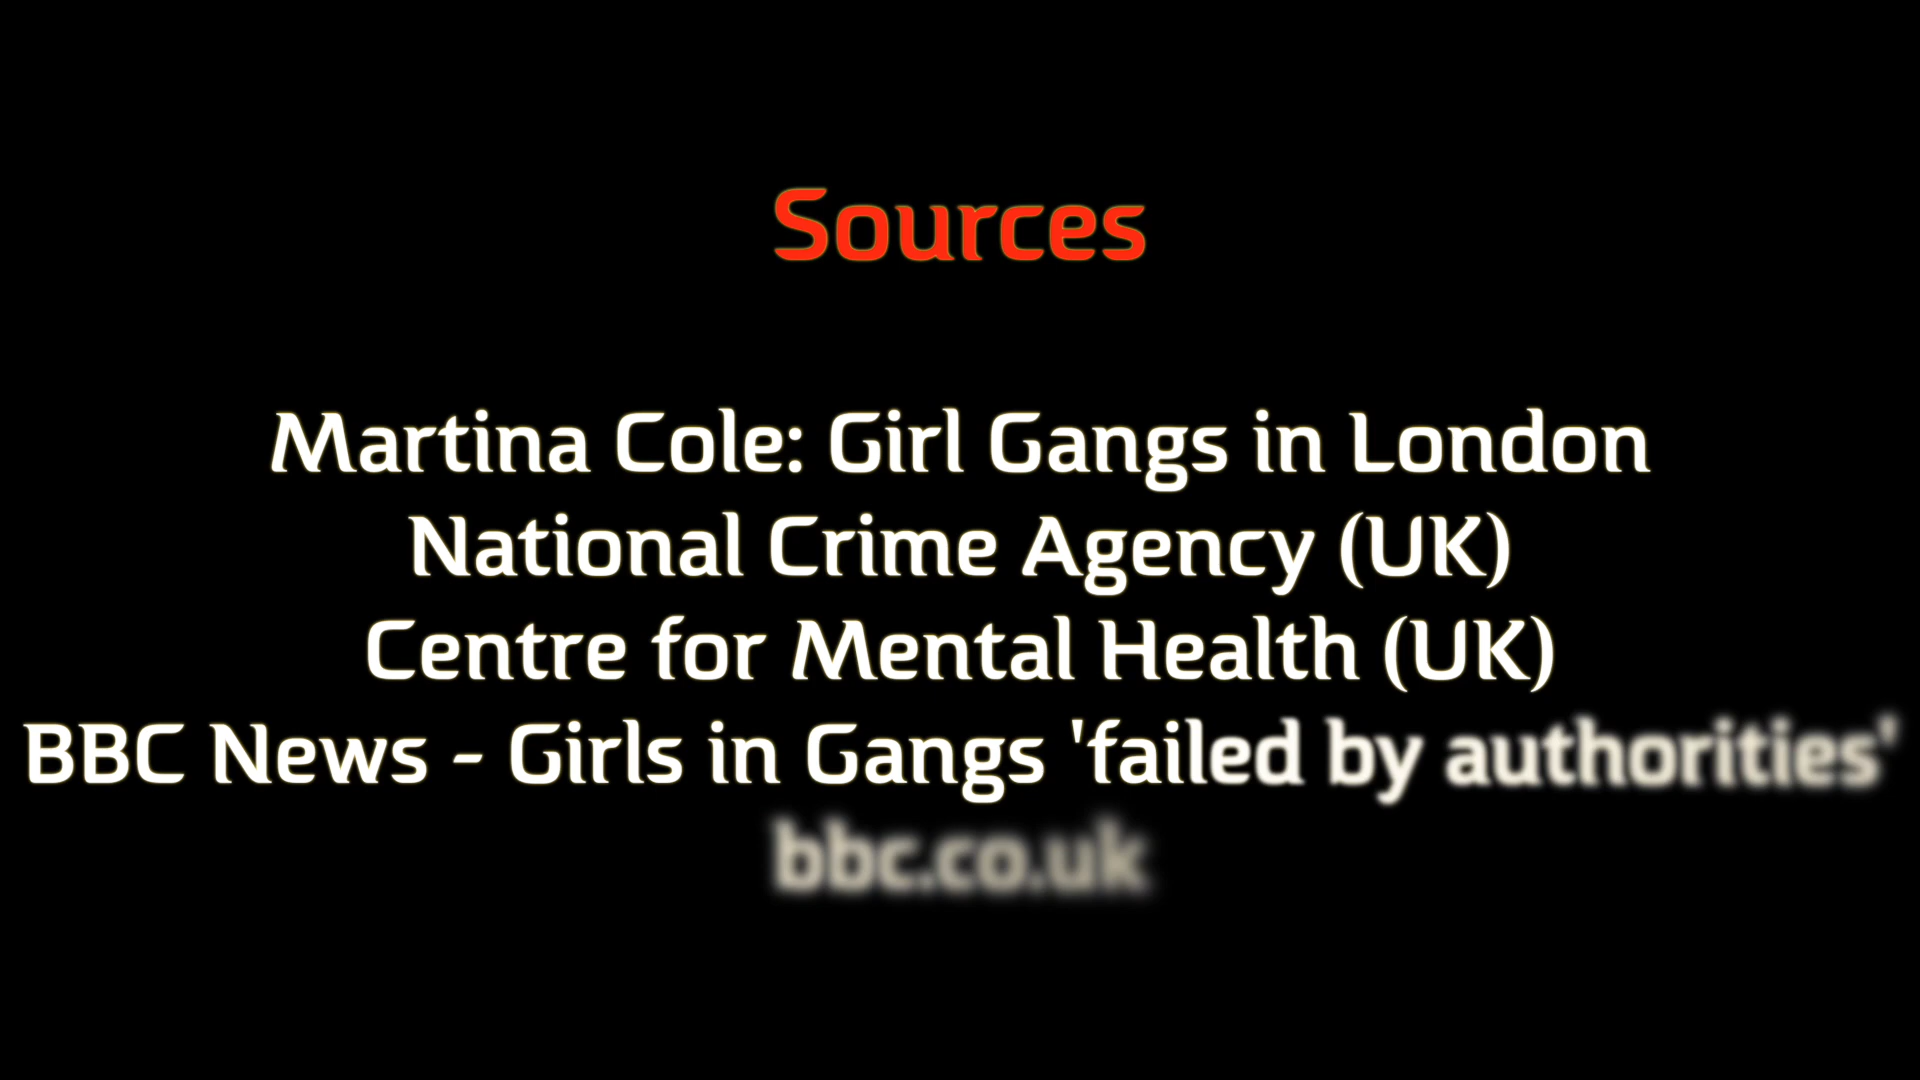 Sources
Martina Cole: Girl Gangs in London
National Crime Agency (UK)
Centre for Mental Health (UK)
BBC News - Girls in Gangs 'failed by authorities'
bbc.co.uk